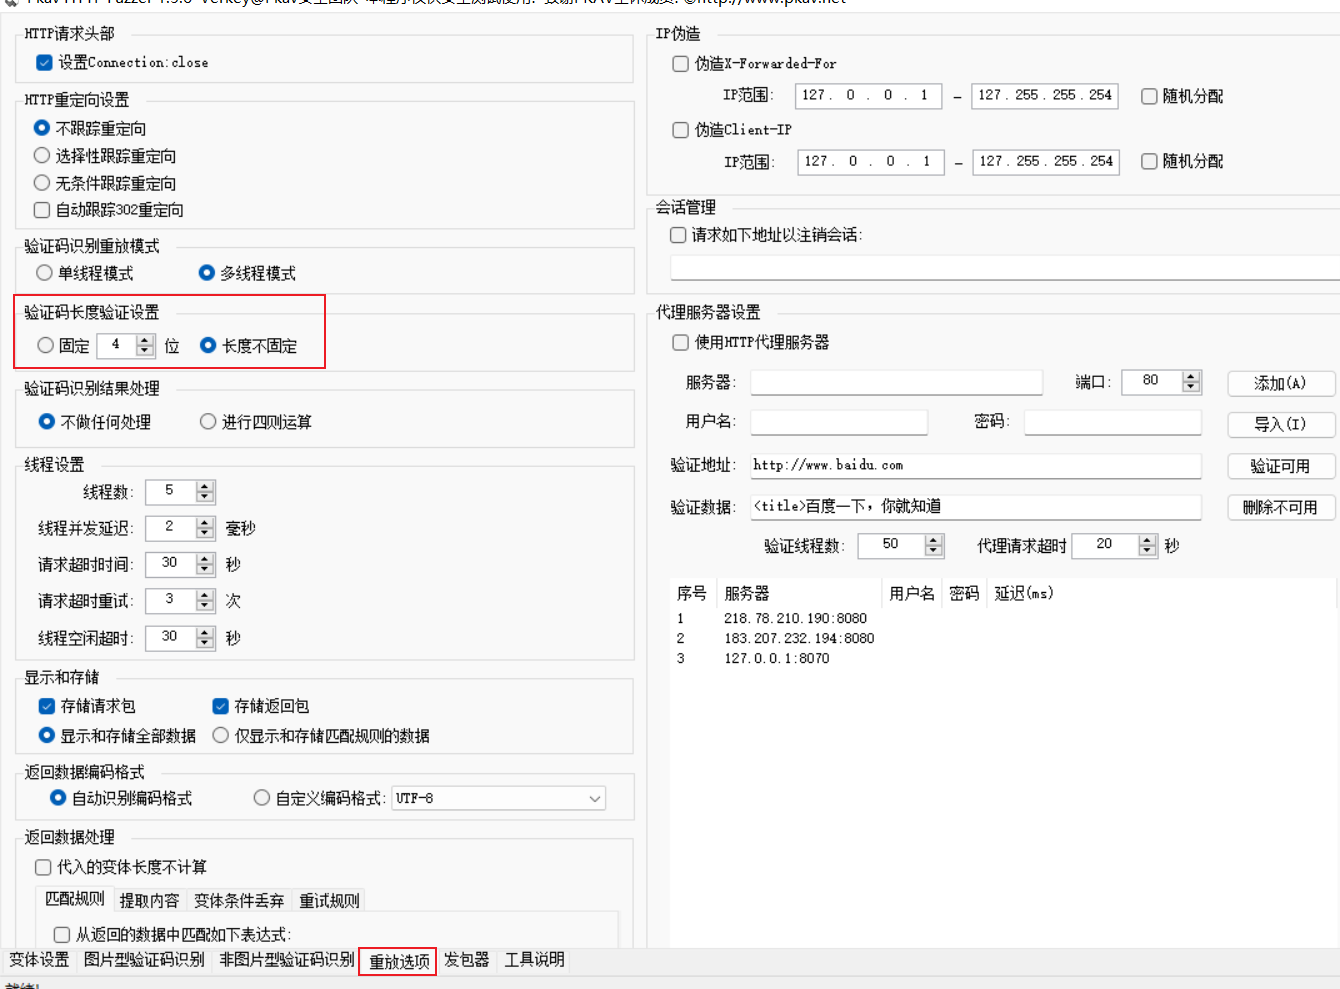 HTTP请求头部
设置Connection:close
HTTP重定向设置
不跟踪重定向
选择性跟踪重定向
无条件跟踪重定向
自动跟踪302重定向
验证码识别重放模式
单线程模式 多线程模式
验证码长度验证设置
固定 4 位 长度不固定
验证码识别结果处理
不做任何处理 进行四则运算
线程设置
线程数: 5
线程并发延迟: 2 毫秒
请求超时时间: 30 秒
请求超时重试: 3 次
线程空闲超时: 30 秒
显示和存储
存储请求包 存储返回包
显示和存储全部数据 仅显示和存储匹配规则的数据
返回数据编码格式
自动识别编码格式 自定义编码格式: UTF-8
返回数据处理
代入的变体长度不计算
匹配规则 提取内容 变体条件丢弃 重试规则
从返回的数据中匹配如下表达式:
IP伪造
伪造X-Forwarded-For
IP范围: 127. 0 . 0 . 1 - 127.255.255.254 随机分配
伪造Client-IP
IP范围: 127. 0 . 0 . 1 - 127.255.255.254 随机分配
会话管理
请求如下地址以注销会话:
代理服务器设置
使用HTTP代理服务器
服务器: 端口: 80 添加(A)
用户名: 密码: 导入(I)
验证地址: http://www.baidu.com 验证可用
验证数据: <title>百度一下，你就知道 删除不可用
验证线程数: 50 代理请求超时 20 秒
序号 服务器 用户名 密码 延迟(ms)
1 218.78.210.190:8080
2 183.207.232.194:8080
3 127.0.0.1:8070
变体设置 图片型验证码识别 非图片型验证码识别 重放选项 发包器 工具说明